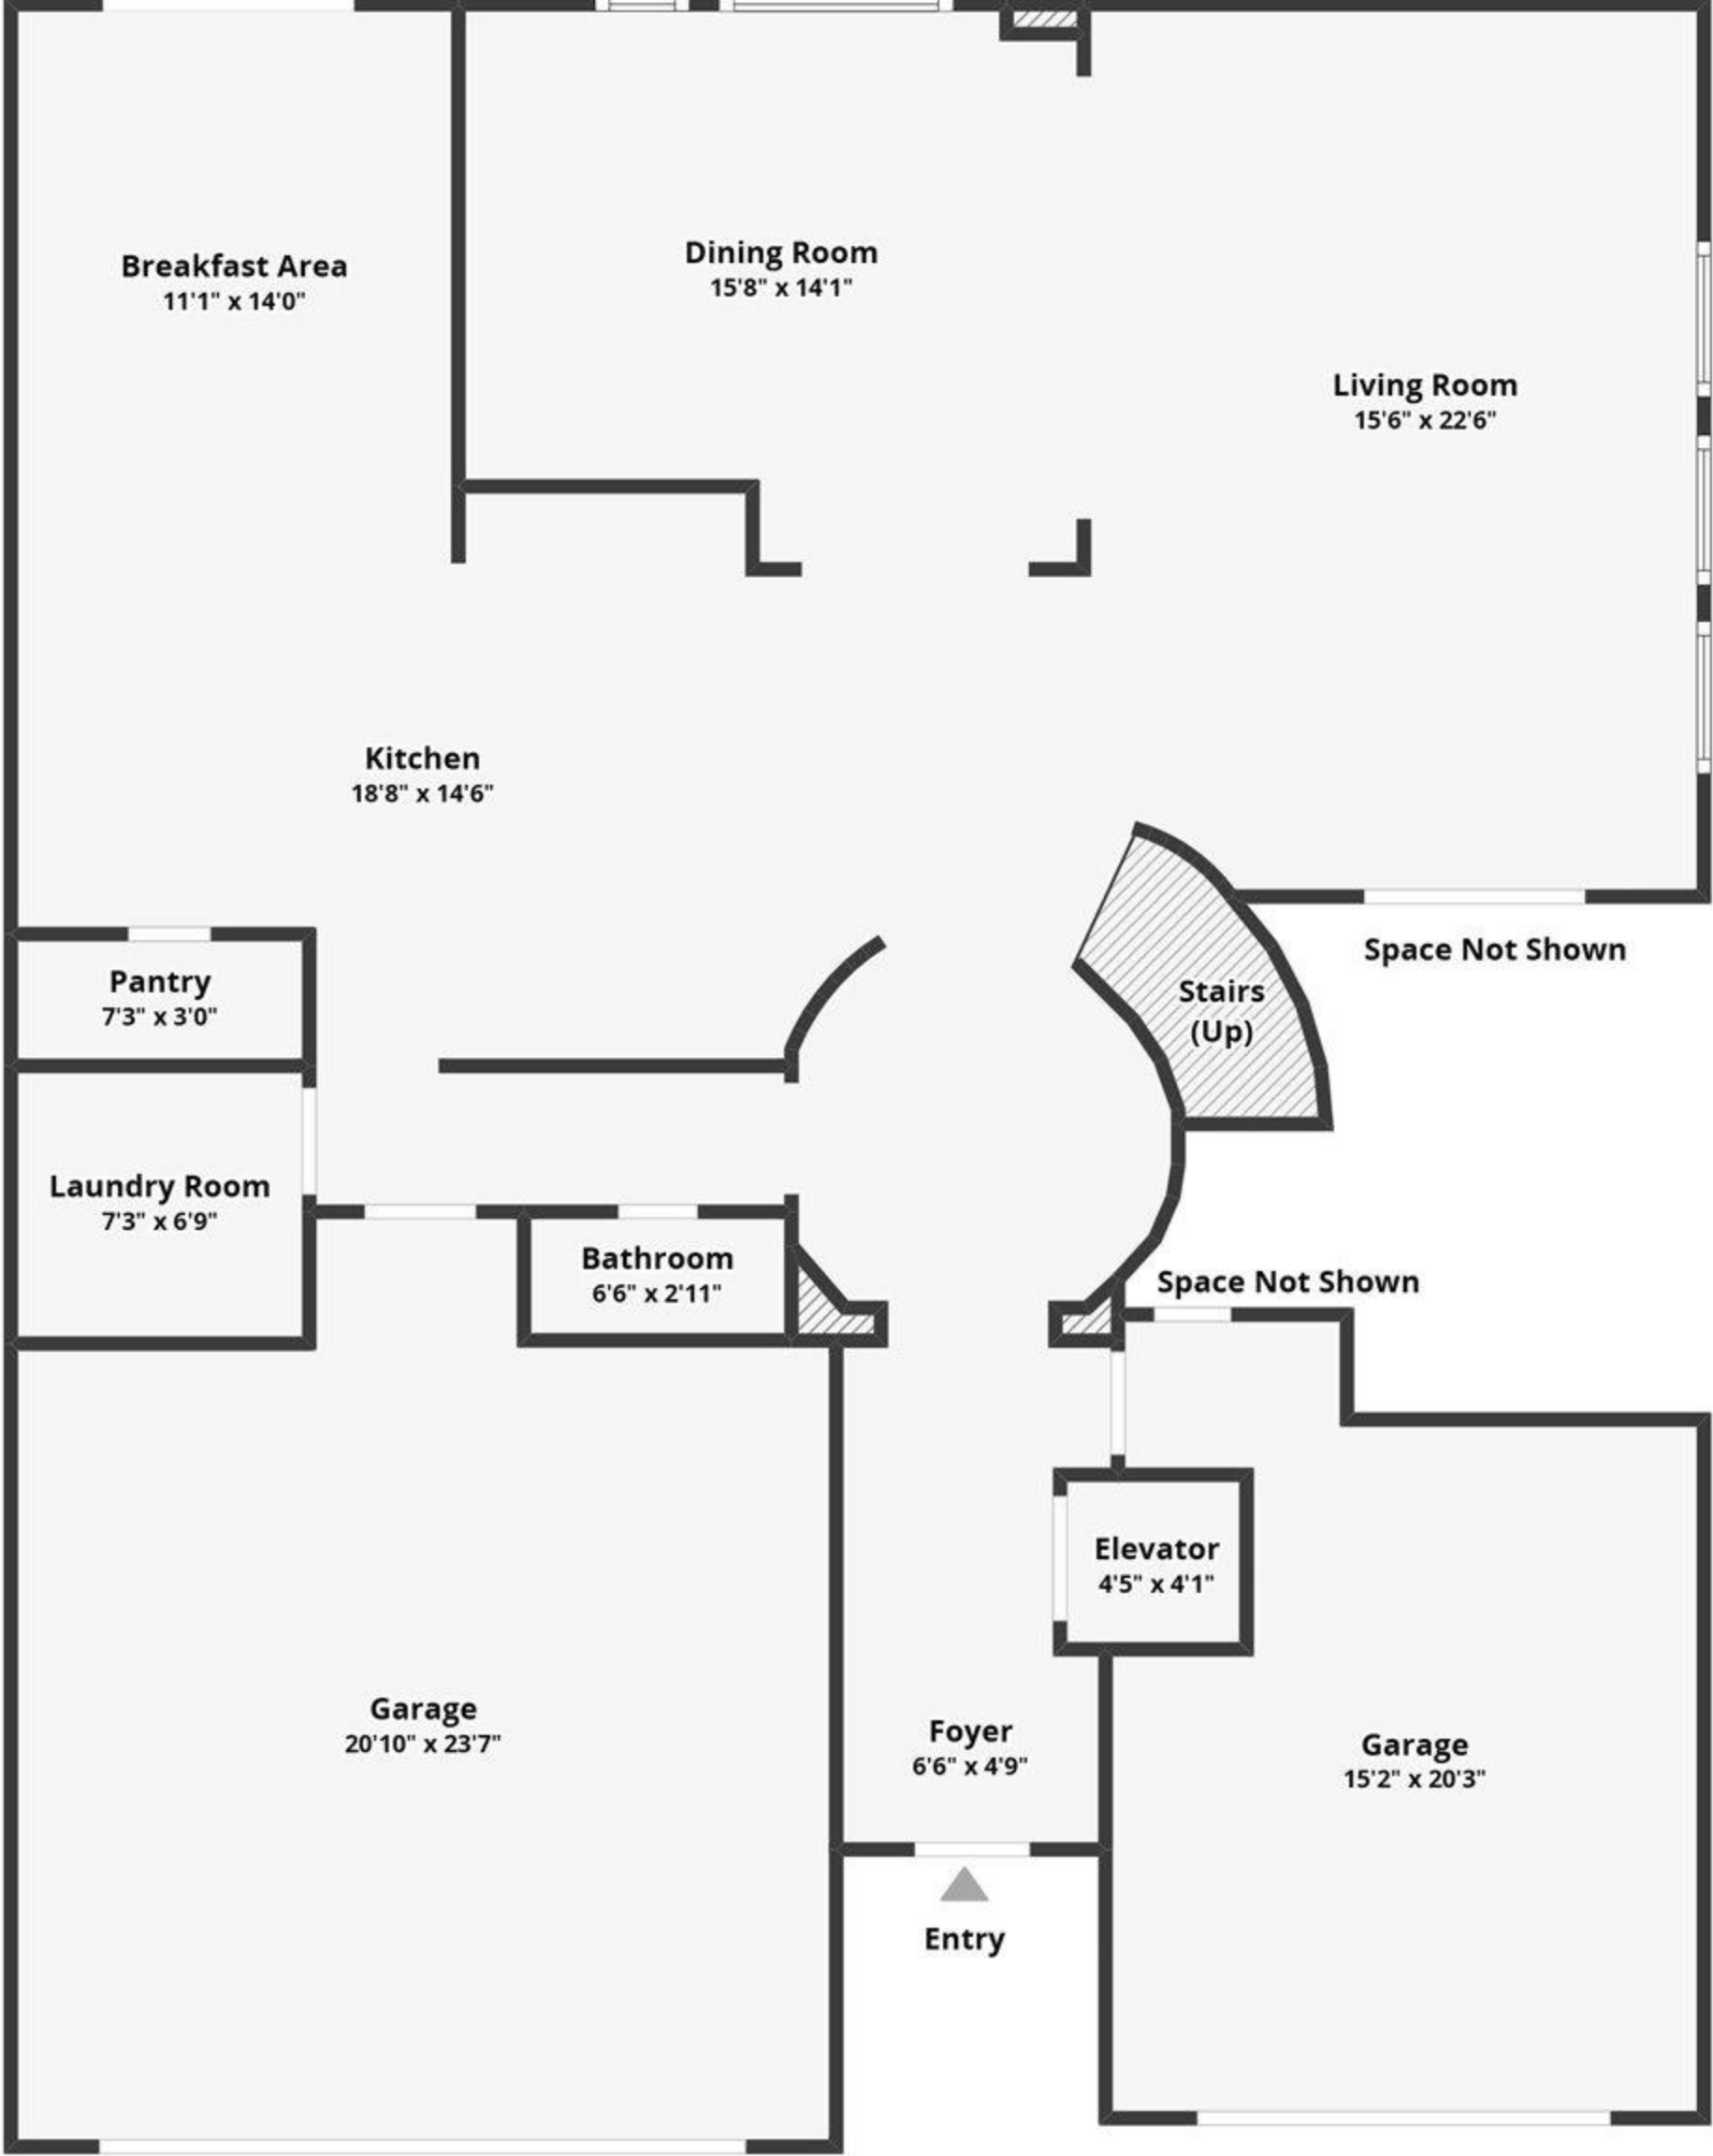 Breakfast Area
11'1" x 14'0"
Dining Room
15'8" x 14'1"
Living Room
15'6" x 22'6"
Kitchen
18'8" x 14'6"
Space Not Shown
Pantry
7'3" x 3'0"
Stairs
(Up)
Laundry Room
7'3" x 6'9"
Bathroom
6'6" x 2'11"
Space Not Shown
Elevator
4'5" x 4'1"
Garage
20'10" x 23'7"
Foyer
6'6" x 4'9"
Garage
15'2" x 20'3"
Entry